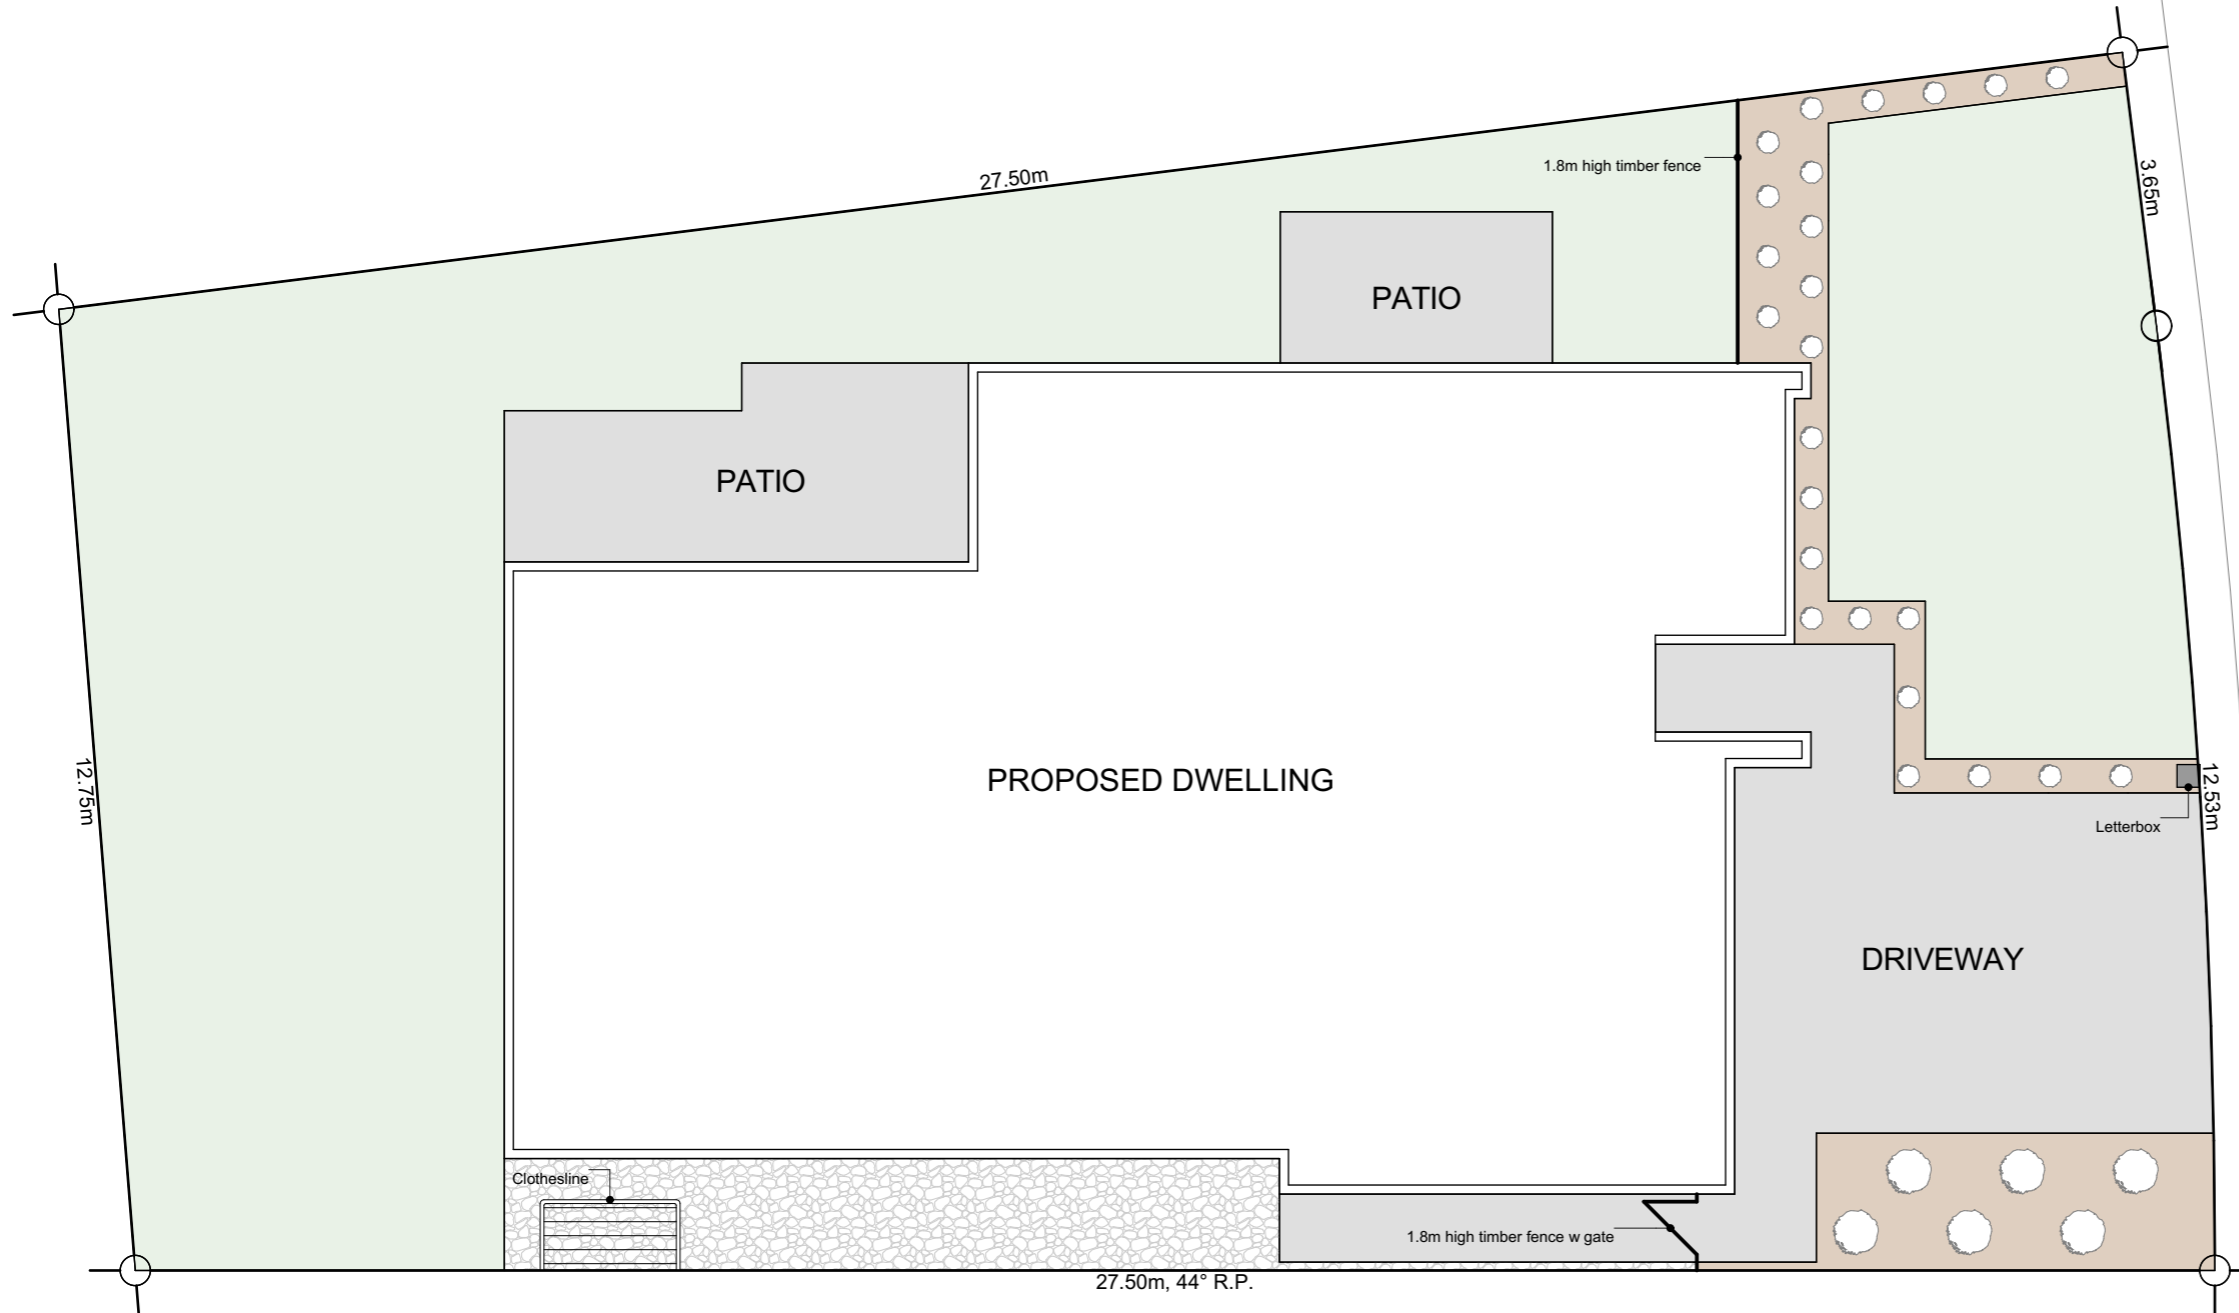 27.50m
1.8m high timber fence
3.65m
PATIO
PATIO
12.75m
PROPOSED DWELLING
12.53m
Letterbox
DRIVEWAY
Clothesline
1.8m high timber fence w gate
27.50m, 44° R.P.